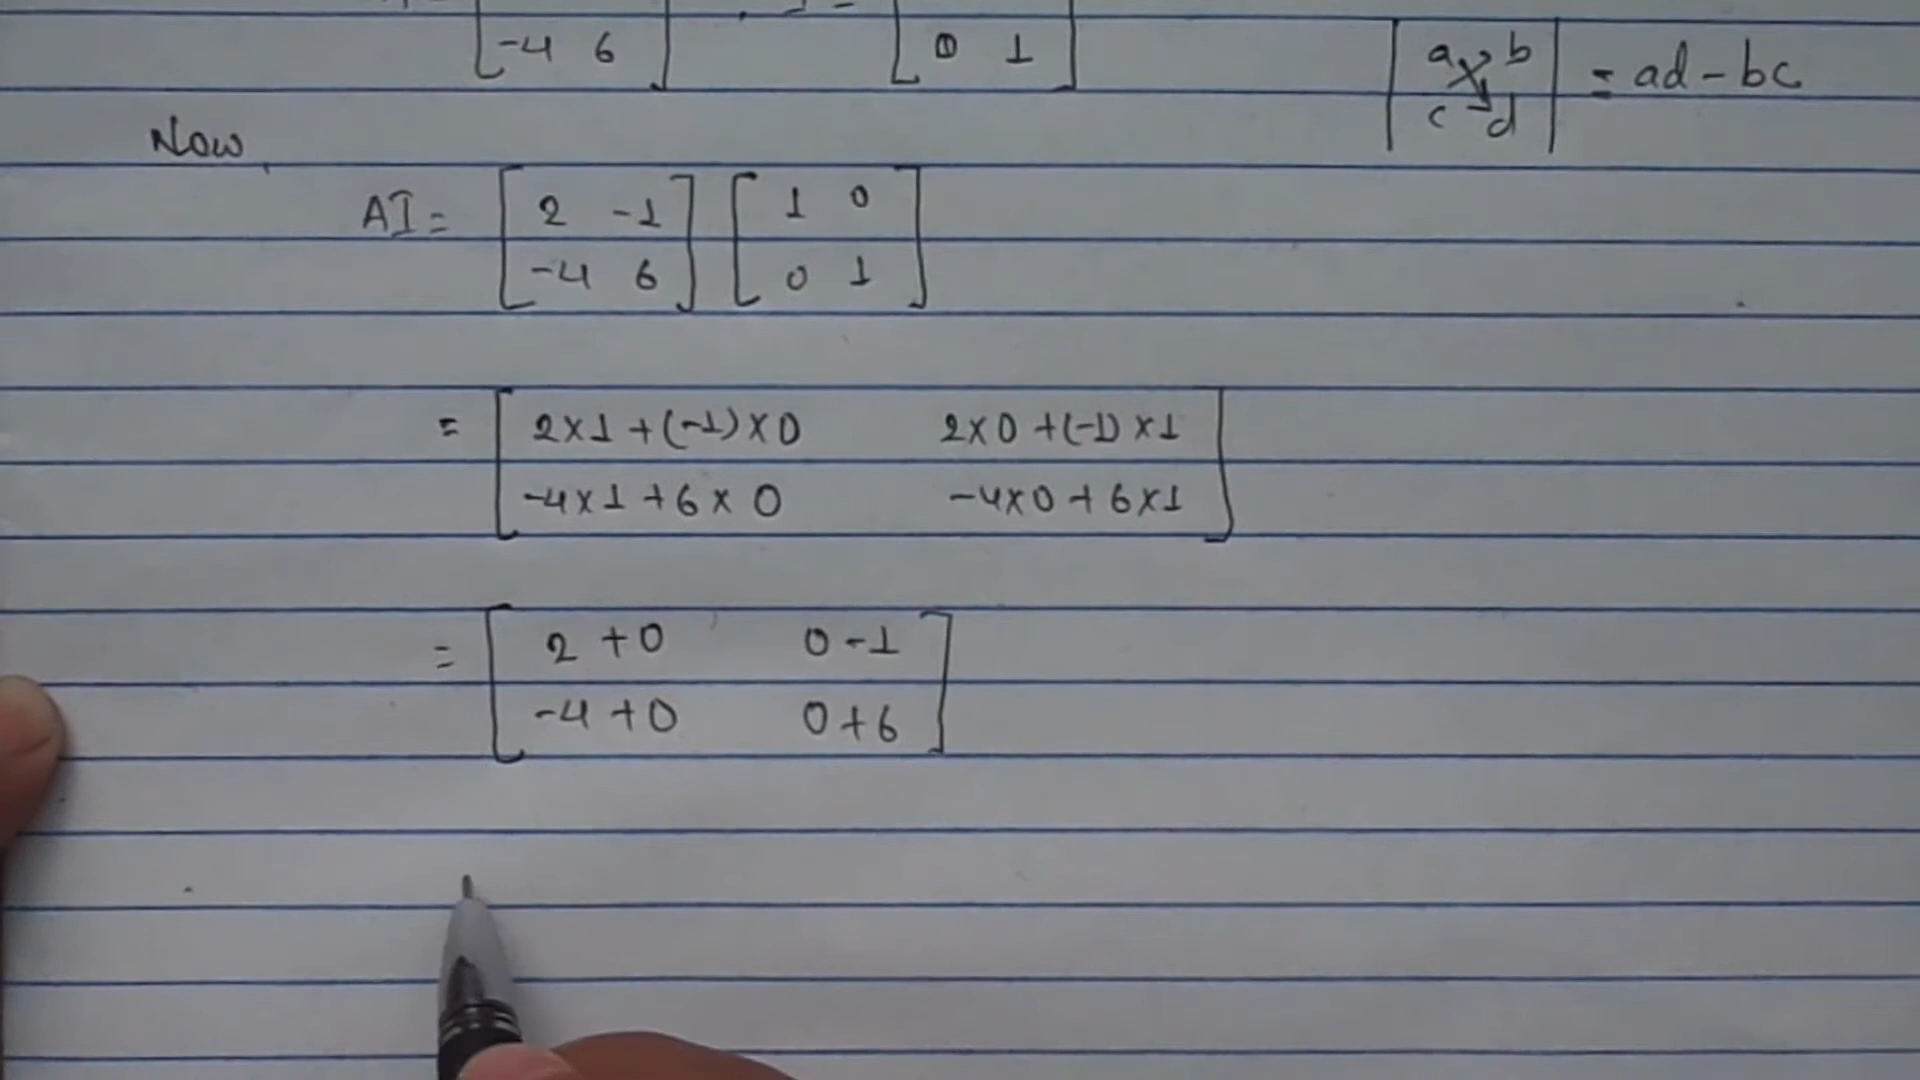 -4 6 0 1
a b = ad - bc
c d
Now,
AI = [ 2 -1 ] [ 1 0 ]
-4 6 0 1
= [ 2×1+(-1)×0 2×0+(-1)×1 ]
-4×1+6×0 -4×0+6×1
= [ 2+0 0-1 ]
-4+0 0+6